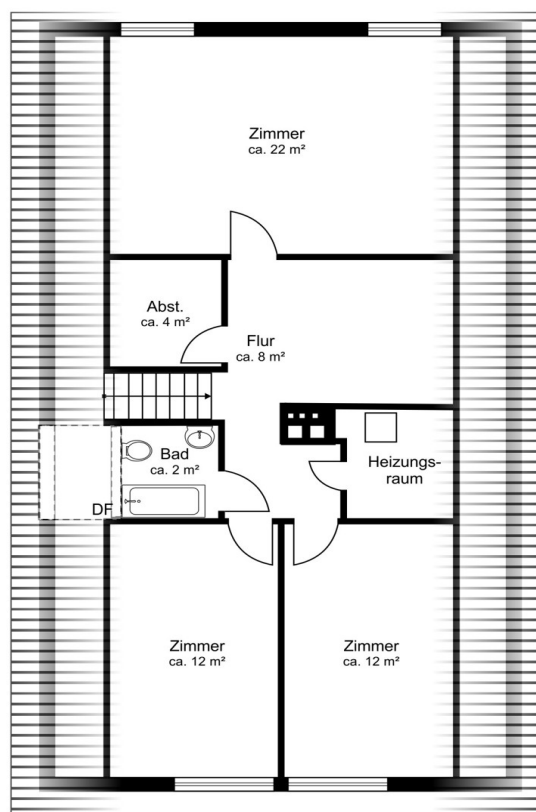 Zimmer
ca. 22 m²
Abst.
ca. 4 m²
Flur
ca. 8 m²
Bad
ca. 2 m²
Heizungs-
raum
DF
Zimmer
ca. 12 m²
Zimmer
ca. 12 m²